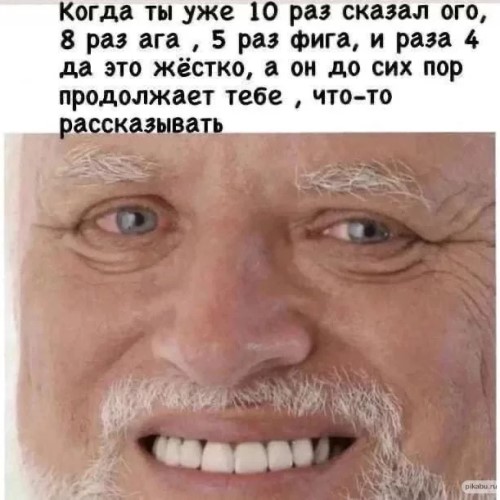 Когда ты уже 10 раз сказал ого,
8 раз ага , 5 раз фига, и раза 4
да это жёстко, а он до сих пор
продолжает тебе , что-то
рассказывать
pikabu.ru